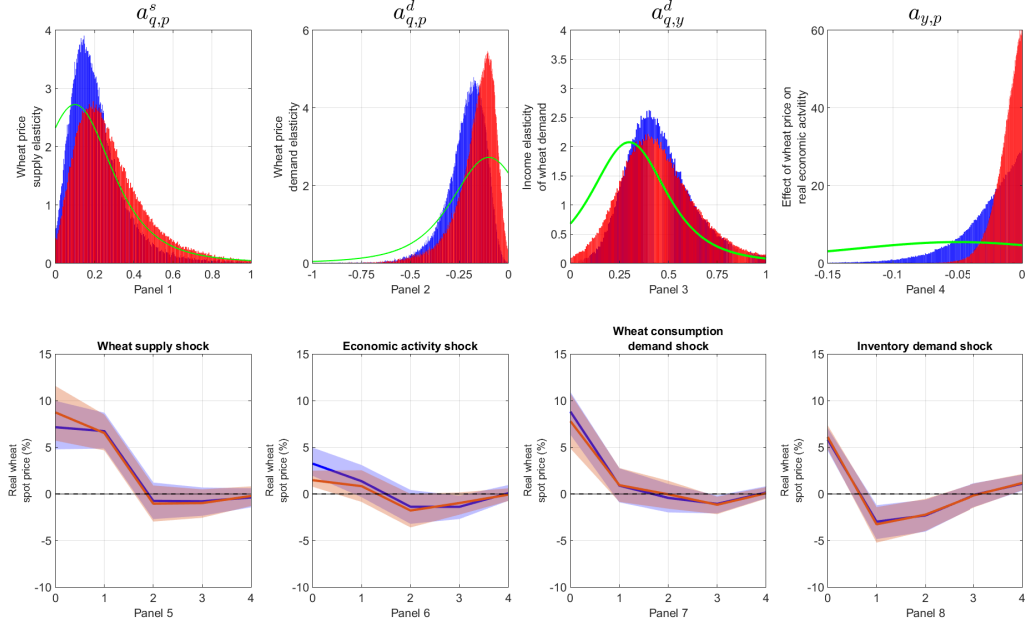 a^s_{q,p}
a^d_{q,p}
a^d_{q,y}
a_{y,p}
Wheat price
supply elasticity
4
3
2
1
0
0
0.2
0.4
0.6
0.8
1
Panel 1
Wheat price
demand elasticity
6
4
2
0
-1
-0.75
-0.5
-0.25
0
Panel 2
Income elasticity
of wheat demand
4
3.5
3
2.5
2
1.5
1
0.5
0
0
0.25
0.5
0.75
1
Panel 3
Effect of wheat price on
real economic actvitity
60
40
20
0
-0.15
-0.1
-0.05
0
Panel 4
Wheat supply shock
Real wheat
spot price (%)
15
10
5
0
-5
-10
0
1
2
3
4
Panel 5
Economic activity shock
Real wheat
spot price (%)
15
10
5
0
-5
-10
0
1
2
3
4
Panel 6
Wheat consumption
demand shock
Real wheat
spot price (%)
15
10
5
0
-5
-10
0
1
2
3
4
Panel 7
Inventory demand shock
Real wheat
spot price (%)
15
10
5
0
-5
-10
0
1
2
3
4
Panel 8